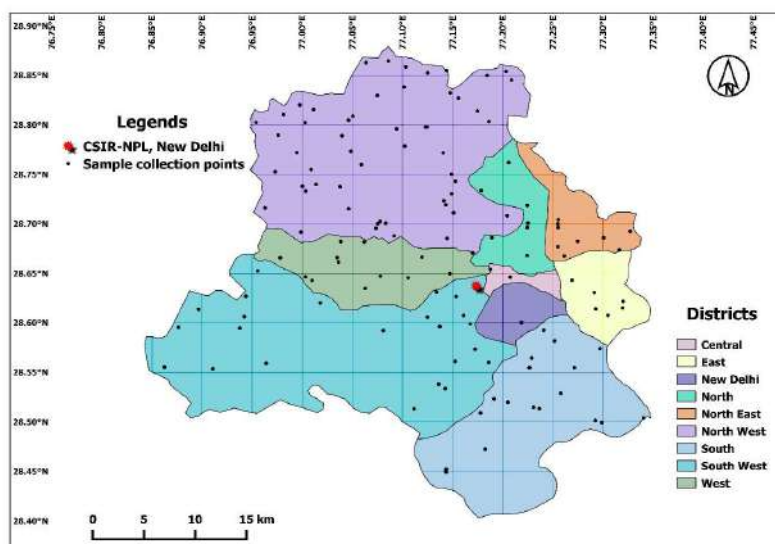 76.75°E 76.80°E 76.85°E 76.90°E 76.95°E 77.00°E 77.05°E 77.10°E 77.15°E 77.20°E 77.25°E 77.30°E 77.35°E 77.40°E 77.45°E
28.90°N
28.85°N
28.80°N
28.75°N
28.70°N
28.65°N
28.60°N
28.55°N
28.50°N
28.45°N
28.40°N
N
Legends
CSIR-NPL, New Delhi
Sample collection points
Districts
Central
East
New Delhi
North
North East
North West
South
South West
West
0 5 10 15 km